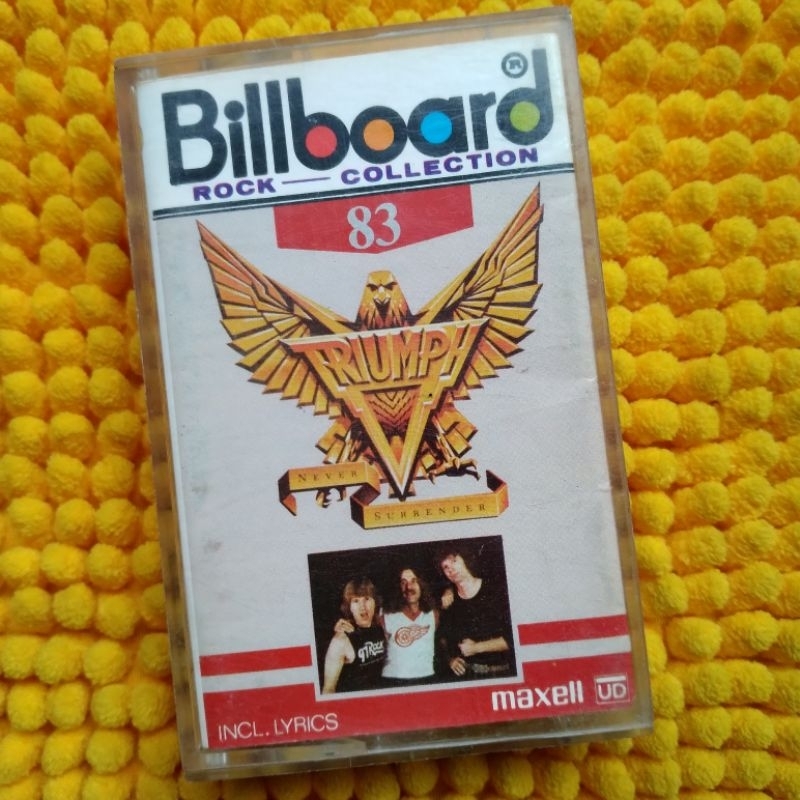 Billboard®
ROCK — COLLECTION
83
TRIUMPH
NEVER
SURRENDER
maxell UD
INCL. LYRICS